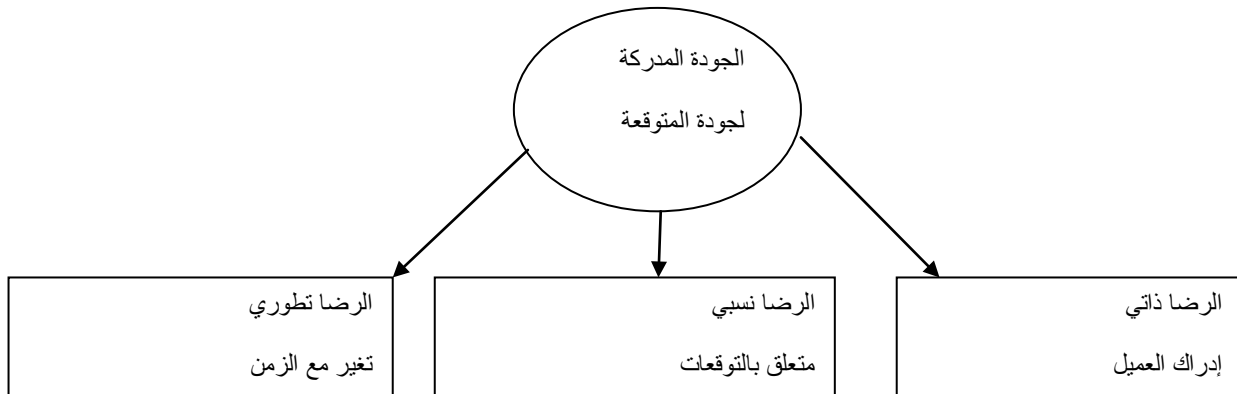 الجودة المدركة
لجودة المتوقعة
الرضا ذاتي
إدراك العميل
الرضا نسبي
متعلق بالتوقعات
الرضا تطوري
تغير مع الزمن